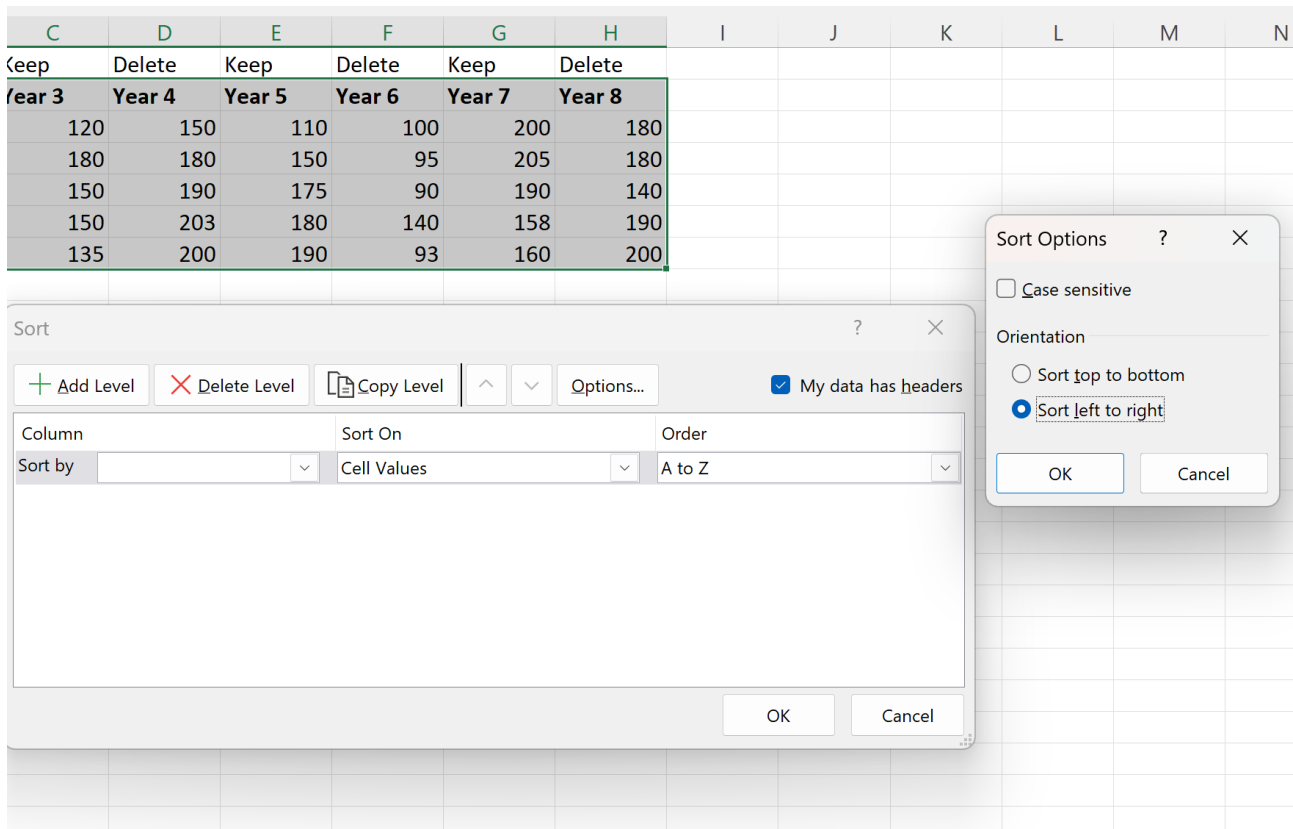 C D E F G H I J K L M N
Keep Delete Keep Delete Keep Delete
Year 3 Year 4 Year 5 Year 6 Year 7 Year 8
120 150 110 100 200 180
180 180 150 95 205 180
150 190 175 90 190 140
150 203 180 140 158 190
135 200 190 93 160 200
Sort ?
Add Level Delete Level Copy Level Options... My data has headers
Column Sort On Order
Sort by Cell Values A to Z
OK Cancel
Sort Options ?
Case sensitive
Orientation
Sort top to bottom
Sort left to right
OK Cancel